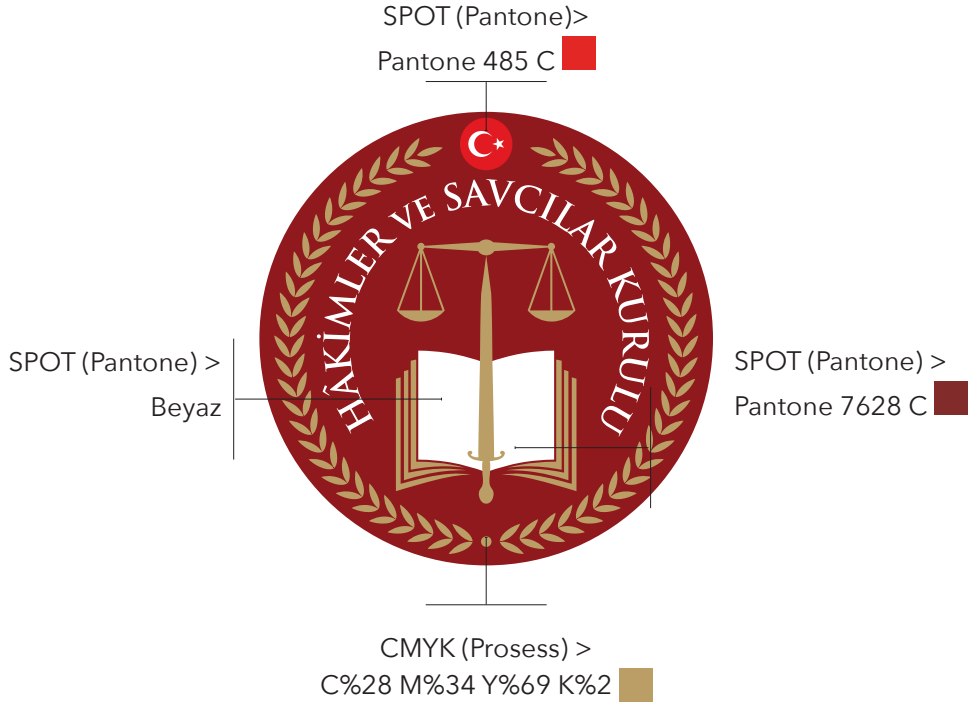 SPOT (Pantone)>
Pantone 485 C
HÂKİMLER VE SAVCILAR KURULU
SPOT (Pantone) >
Beyaz
SPOT (Pantone) >
Pantone 7628 C
CMYK (Prosess) >
C%28 M%34 Y%69 K%2